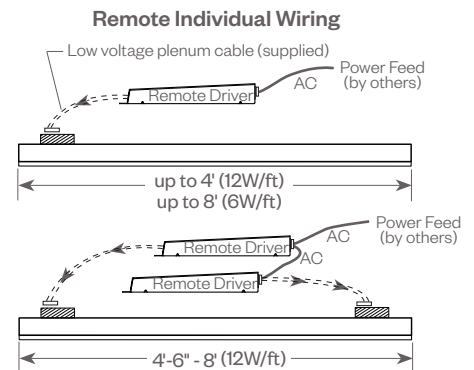 Remote Individual Wiring
Low voltage plenum cable (supplied)
Remote Driver
AC
Power Feed
(by others)
up to 4' (12W/ft)
up to 8' (6W/ft)
Remote Driver
AC
Power Feed
(by others)
AC
Remote Driver
4'-6" - 8' (12W/ft)